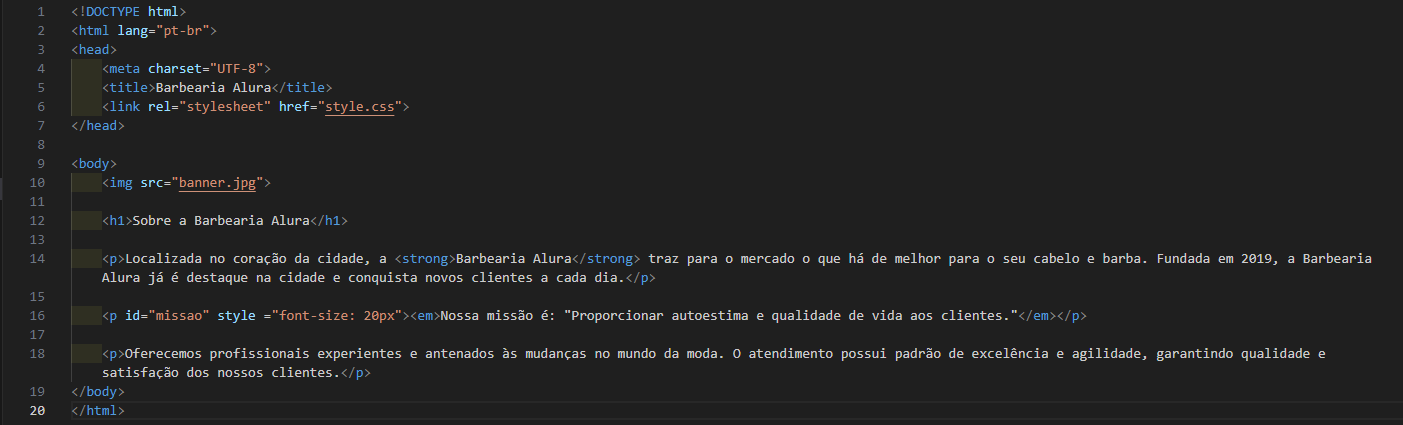 1 <!DOCTYPE html>
2 <html lang="pt-br">
3 <head>
4     <meta charset="UTF-8">
5     <title>Barbearia Alura</title>
6     <link rel="stylesheet" href="style.css">
7 </head>
8
9 <body>
10     <img src="banner.jpg">
11
12     <h1>Sobre a Barbearia Alura</h1>
13
14     <p>Localizada no coração da cidade, a <strong>Barbearia Alura</strong> traz para o mercado o que há de melhor para o seu cabelo e barba. Fundada em 2019, a Barbearia
Alura já é destaque na cidade e conquista novos clientes a cada dia.</p>
15
16     <p id="missao" style ="font-size: 20px"><em>Nossa missão é: "Proporcionar autoestima e qualidade de vida aos clientes."</em></p>
17
18     <p>Oferecemos profissionais experientes e antenados às mudanças no mundo da moda. O atendimento possui padrão de excelência e agilidade, garantindo qualidade e
satisfação dos nossos clientes.</p>
19 </body>
20 </html>